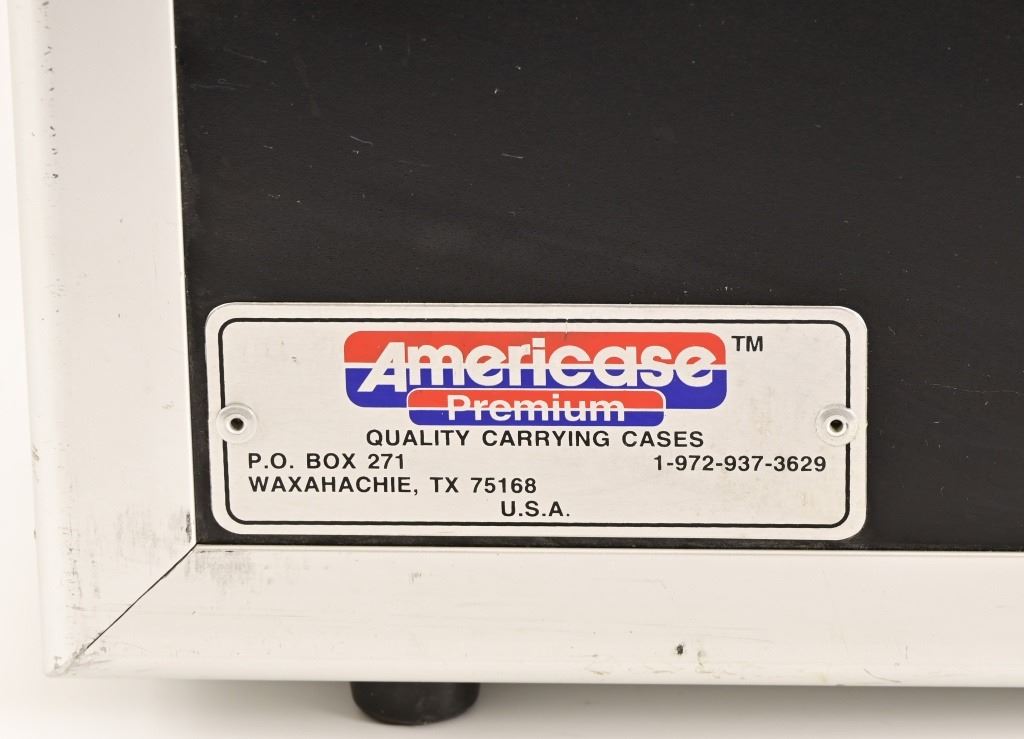 Americase™
Premium
QUALITY CARRYING CASES
P.O. BOX 271 1-972-937-3629
WAXAHACHIE, TX 75168
U.S.A.